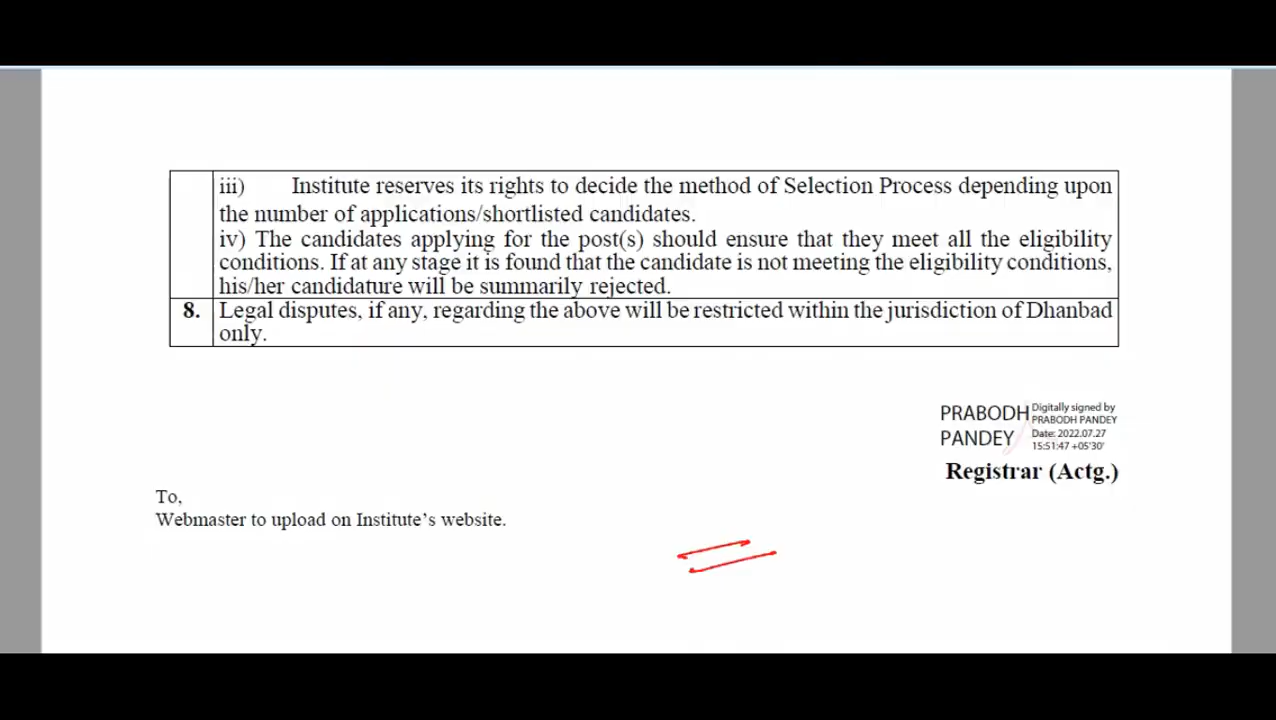 iii) Institute reserves its rights to decide the method of Selection Process depending upon
the number of applications/shortlisted candidates.
iv) The candidates applying for the post(s) should ensure that they meet all the eligibility
conditions. If at any stage it is found that the candidate is not meeting the eligibility conditions,
his/her candidature will be summarily rejected.
8. Legal disputes, if any, regarding the above will be restricted within the jurisdiction of Dhanbad
only.
PRABODH
PANDEY
Digitally signed by
PRABODH PANDEY
Date: 2022.07.27
15:51:47 +05'30'
Registrar (Actg.)
To,
Webmaster to upload on Institute’s website.